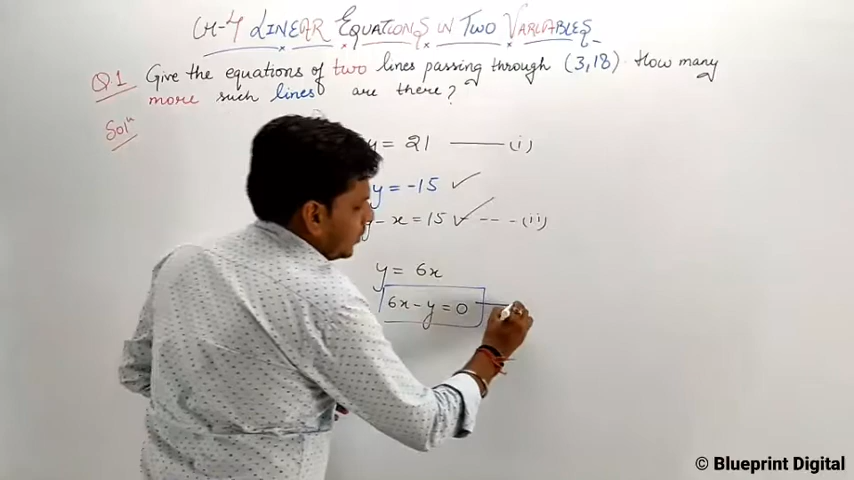 CH-4 LINEAR EQUATIONS IN TWO VARIABLES
Q1 Give the equations of two lines passing through (3,18). How many
more such lines are there?
Solⁿ
y = 21 —— (i)
y = -15 ✓
y - x = 15 ✓ --- (ii)
y = 6x
6x - y = 0 —
© Blueprint Digital